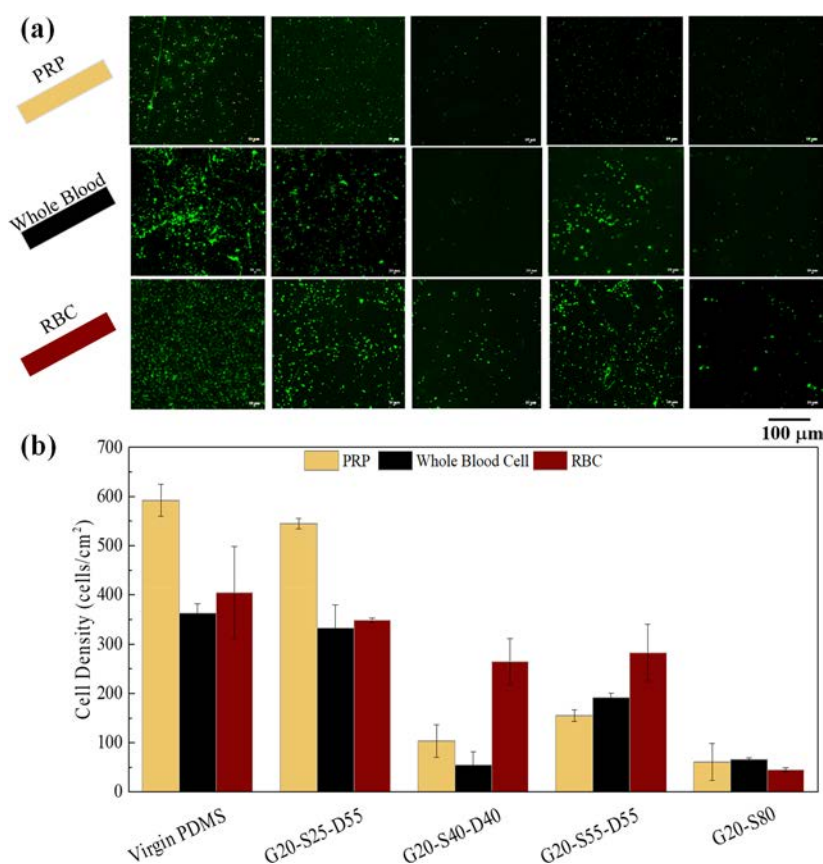 (a)
PRP
Whole Blood
RBC
100 μm
(b)
PRP
Whole Blood Cell
RBC
Cell Density (cells/cm²)
700
600
500
400
300
200
100
0
Virgin PDMS
G20-S25-D55
G20-S40-D40
G20-S55-D55
G20-S80